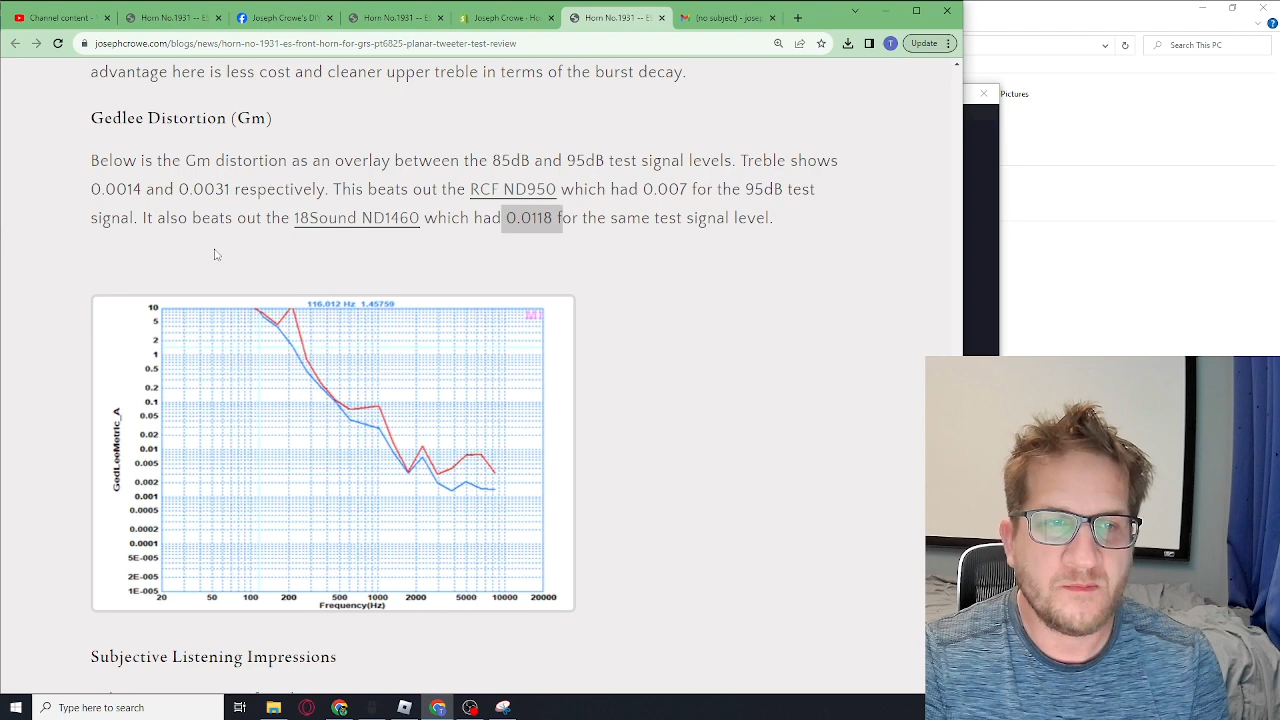 Channel content - YouTube
Horn No.1931 -- ES
Joseph Crowe's DIY
Horn No.1931 -- ES
Joseph Crowe · Ho
Horn No.1931 -- ES
(no subject) - josep
josephcrowe.com/blogs/news/horn-no-1931-es-front-horn-for-grs-pt6825-planar-tweeter-test-review
T
Update
Search This PC
Pictures
advantage here is less cost and cleaner upper treble in terms of the burst decay.
Gedlee Distortion (Gm)
Below is the Gm distortion as an overlay between the 85dB and 95dB test signal levels. Treble shows
0.0014 and 0.0031 respectively. This beats out the RCF ND950 which had 0.007 for the 95dB test
signal. It also beats out the 18Sound ND1460 which had 0.0118 for the same test signal level.
116.012 Hz 1.45759
10
5
2
1
0.5
0.2
0.1
0.05
0.02
0.01
0.005
0.002
0.001
0.0005
0.0002
0.0001
5E-005
2E-005
1E-005
GedLeeMetric_A
20 50 100 200 500 1000 2000 5000 10000 20000
Frequency(Hz)
Subjective Listening Impressions
Type here to search